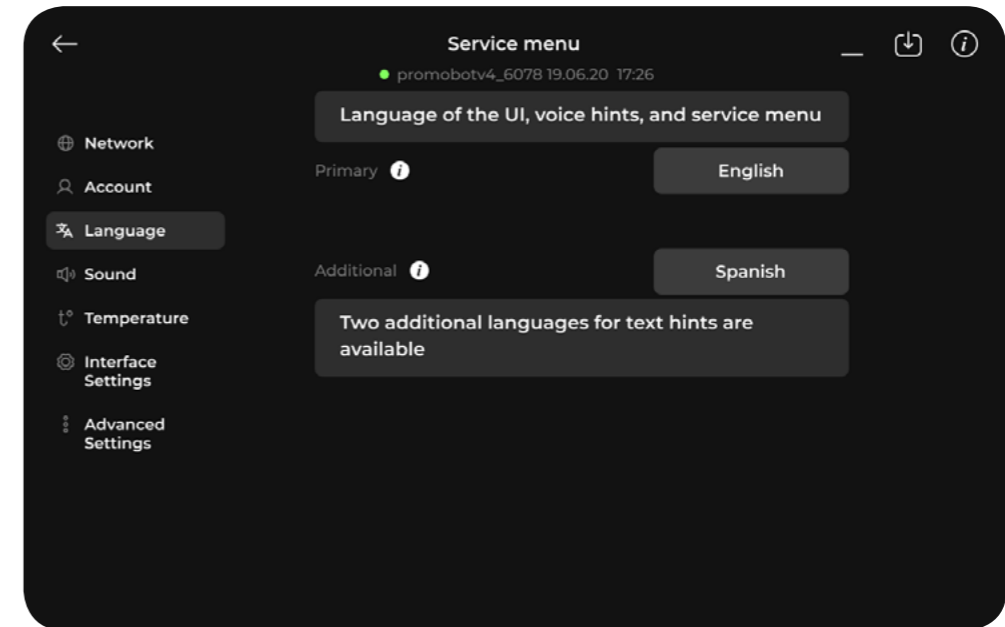 Service menu
promobotv4_6078 19.06.20 17:26
Network
Account
Language
Sound
t° Temperature
Interface
Settings
Advanced
Settings
Language of the UI, voice hints, and service menu
Primary i English
Additional i Spanish
Two additional languages for text hints are
available